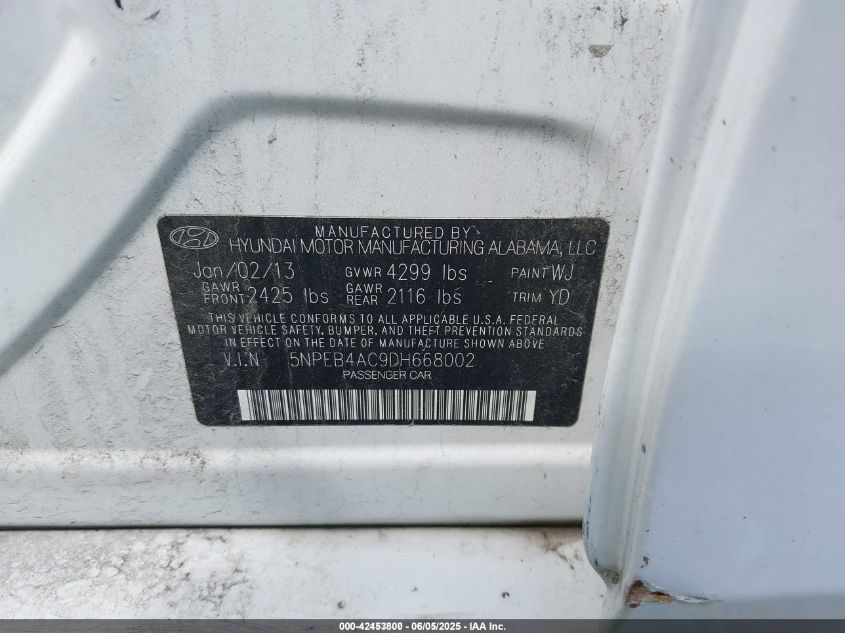 MANUFACTURED BY
HYUNDAI MOTOR MANUFACTURING ALABAMA, LLC
Jan/02/13 GVWR 4299 lbs PAINT WJ
GAWR FRONT 2425 lbs GAWR REAR 2116 lbs TRIM YD
THIS VEHICLE CONFORMS TO ALL APPLICABLE U.S.A. FEDERAL
MOTOR VEHICLE SAFETY, BUMPER, AND THEFT PREVENTION STANDARDS
IN EFFECT ON THE DATE OF MANUFACTURE SHOWN ABOVE
V.I.N 5NPEB4AC9DH668002
PASSENGER CAR
000-42453800 - 06/05/2025 - IAA Inc.